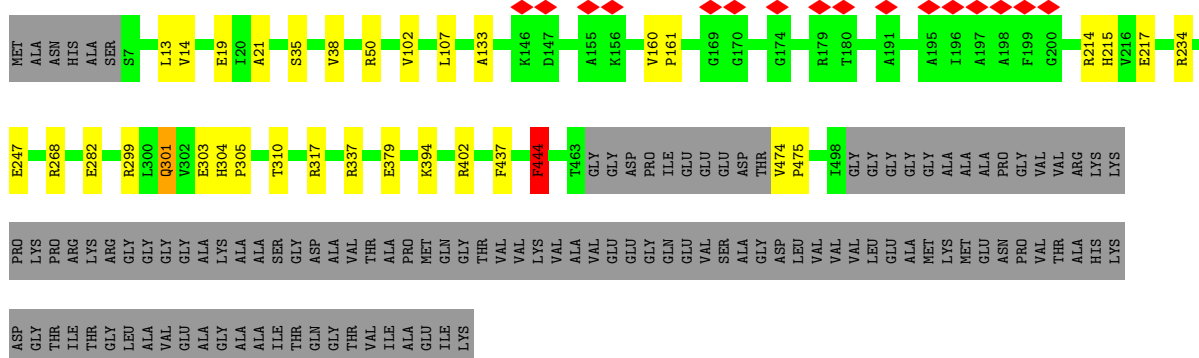 MET ALA ASN HIS ALA SER S7 L13 V14 E19 I20 A21 S35 V38 R50 V102 L107 A133 K146 D147 A155 K156 V160 P161 G169 G170 G174 R179 T180 A191 A195 I196 A197 A198 F199 G200 R214 H215 V216 E217 R234
E247 R268 E282 R299 L300 Q301 V302 E303 H304 P305 T310 R317 R337 E379 K394 R402 F437 F444 T463 GLY GLY ASP PRO ILE GLU GLU GLU ASP THR V474 P475 I498 GLY GLY GLY GLY GLY ALA ALA ALA PRO GLY VAL VAL ARG LYS LYS
PRO LYS PRO ARG LYS ARG GLY GLY GLY VAL GLY ALA LYS ALA ALA SER GLY ASP ALA VAL THR ALA PRO MET GLN GLY THR VAL VAL LYS VAL ALA VAL GLU GLU GLY GLN GLU VAL SER ALA GLY ASP LEU VAL VAL VAL LEU GLU ALA MET LYS MET GLU ASN PRO VAL THR ALA HIS LYS
ASP GLY THR ILE THR GLY LEU ALA VAL GLU ALA GLY ALA ALA ILE THR GLN GLY THR VAL ILE ALA GLU ILE LYS